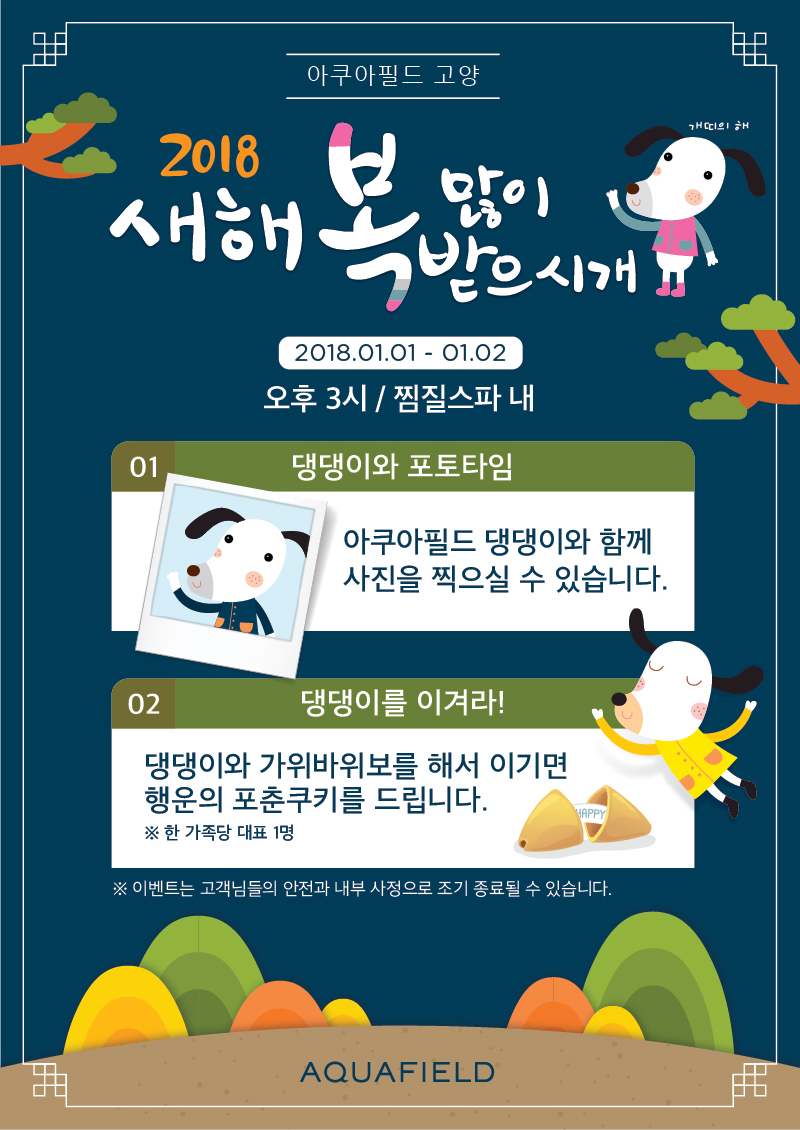 아쿠아필드 고양
개띠의 해
2018
새해 복 많이
받으시개
2018.01.01 - 01.02
오후 3시 / 찜질스파 내
01 댕댕이와 포토타임
아쿠아필드 댕댕이와 함께
사진을 찍으실 수 있습니다.
02 댕댕이를 이겨라!
댕댕이와 가위바위보를 해서 이기면
행운의 포춘쿠키를 드립니다.
※ 한 가족당 대표 1명
HAPPY
※ 이벤트는 고객님들의 안전과 내부 사정으로 조기 종료될 수 있습니다.
AQUAFIELD